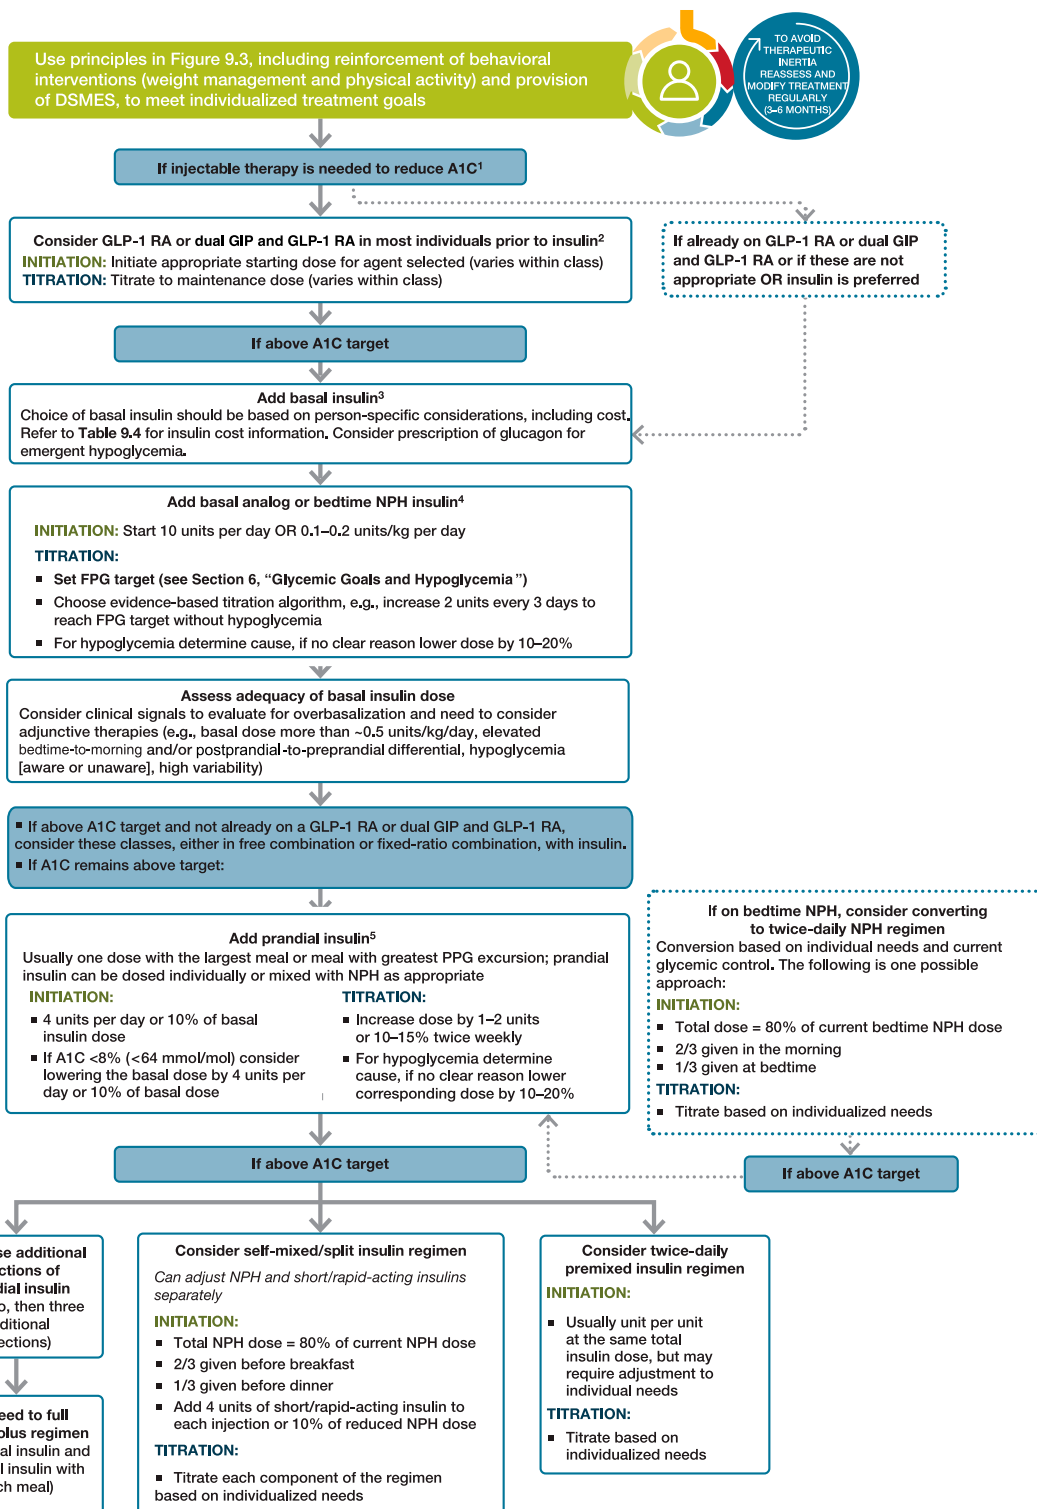 Use principles in Figure 9.3, including reinforcement of behavioral
interventions (weight management and physical activity) and provision
of DSMES, to meet individualized treatment goals
TO AVOID
THERAPEUTIC
INERTIA
REASSESS AND
MODIFY TREATMENT
REGULARLY
(3–6 MONTHS)
If injectable therapy is needed to reduce A1C¹
Consider GLP-1 RA or dual GIP and GLP-1 RA in most individuals prior to insulin²
INITIATION: Initiate appropriate starting dose for agent selected (varies within class)
TITRATION: Titrate to maintenance dose (varies within class)
If already on GLP-1 RA or dual GIP
and GLP-1 RA or if these are not
appropriate OR insulin is preferred
If above A1C target
Add basal insulin³
Choice of basal insulin should be based on person-specific considerations, including cost.
Refer to Table 9.4 for insulin cost information. Consider prescription of glucagon for
emergent hypoglycemia.
Add basal analog or bedtime NPH insulin⁴
INITIATION: Start 10 units per day OR 0.1–0.2 units/kg per day
TITRATION:
▪ Set FPG target (see Section 6, “Glycemic Goals and Hypoglycemia”)
▪ Choose evidence-based titration algorithm, e.g., increase 2 units every 3 days to
reach FPG target without hypoglycemia
▪ For hypoglycemia determine cause, if no clear reason lower dose by 10–20%
Assess adequacy of basal insulin dose
Consider clinical signals to evaluate for overbasalization and need to consider
adjunctive therapies (e.g., basal dose more than ~0.5 units/kg/day, elevated
bedtime-to-morning and/or postprandial-to-preprandial differential, hypoglycemia
[aware or unaware], high variability)
▪ If above A1C target and not already on a GLP-1 RA or dual GIP and GLP-1 RA,
consider these classes, either in free combination or fixed-ratio combination, with insulin.
▪ If A1C remains above target:
Add prandial insulin⁵
Usually one dose with the largest meal or meal with greatest PPG excursion; prandial
insulin can be dosed individually or mixed with NPH as appropriate
INITIATION:
▪ 4 units per day or 10% of basal
insulin dose
▪ If A1C <8% (<64 mmol/mol) consider
lowering the basal dose by 4 units per
day or 10% of basal dose
TITRATION:
▪ Increase dose by 1–2 units
or 10–15% twice weekly
▪ For hypoglycemia determine
cause, if no clear reason lower
corresponding dose by 10–20%
If on bedtime NPH, consider converting
to twice-daily NPH regimen
Conversion based on individual needs and current
glycemic control. The following is one possible
approach:
INITIATION:
▪ Total dose = 80% of current bedtime NPH dose
▪ 2/3 given in the morning
▪ 1/3 given at bedtime
TITRATION:
▪ Titrate based on individualized needs
If above A1C target
If above A1C target
se additional
ctions of
dial insulin
o, then three
ditional
ections)
eed to full
olus regimen
al insulin and
l insulin with
ch meal)
Consider self-mixed/split insulin regimen
Can adjust NPH and short/rapid-acting insulins
separately
INITIATION:
▪ Total NPH dose = 80% of current NPH dose
▪ 2/3 given before breakfast
▪ 1/3 given before dinner
▪ Add 4 units of short/rapid-acting insulin to
each injection or 10% of reduced NPH dose
TITRATION:
▪ Titrate each component of the regimen
based on individualized needs
Consider twice-daily
premixed insulin regimen
INITIATION:
▪ Usually unit per unit
at the same total
insulin dose, but may
require adjustment to
individual needs
TITRATION:
▪ Titrate based on
individualized needs